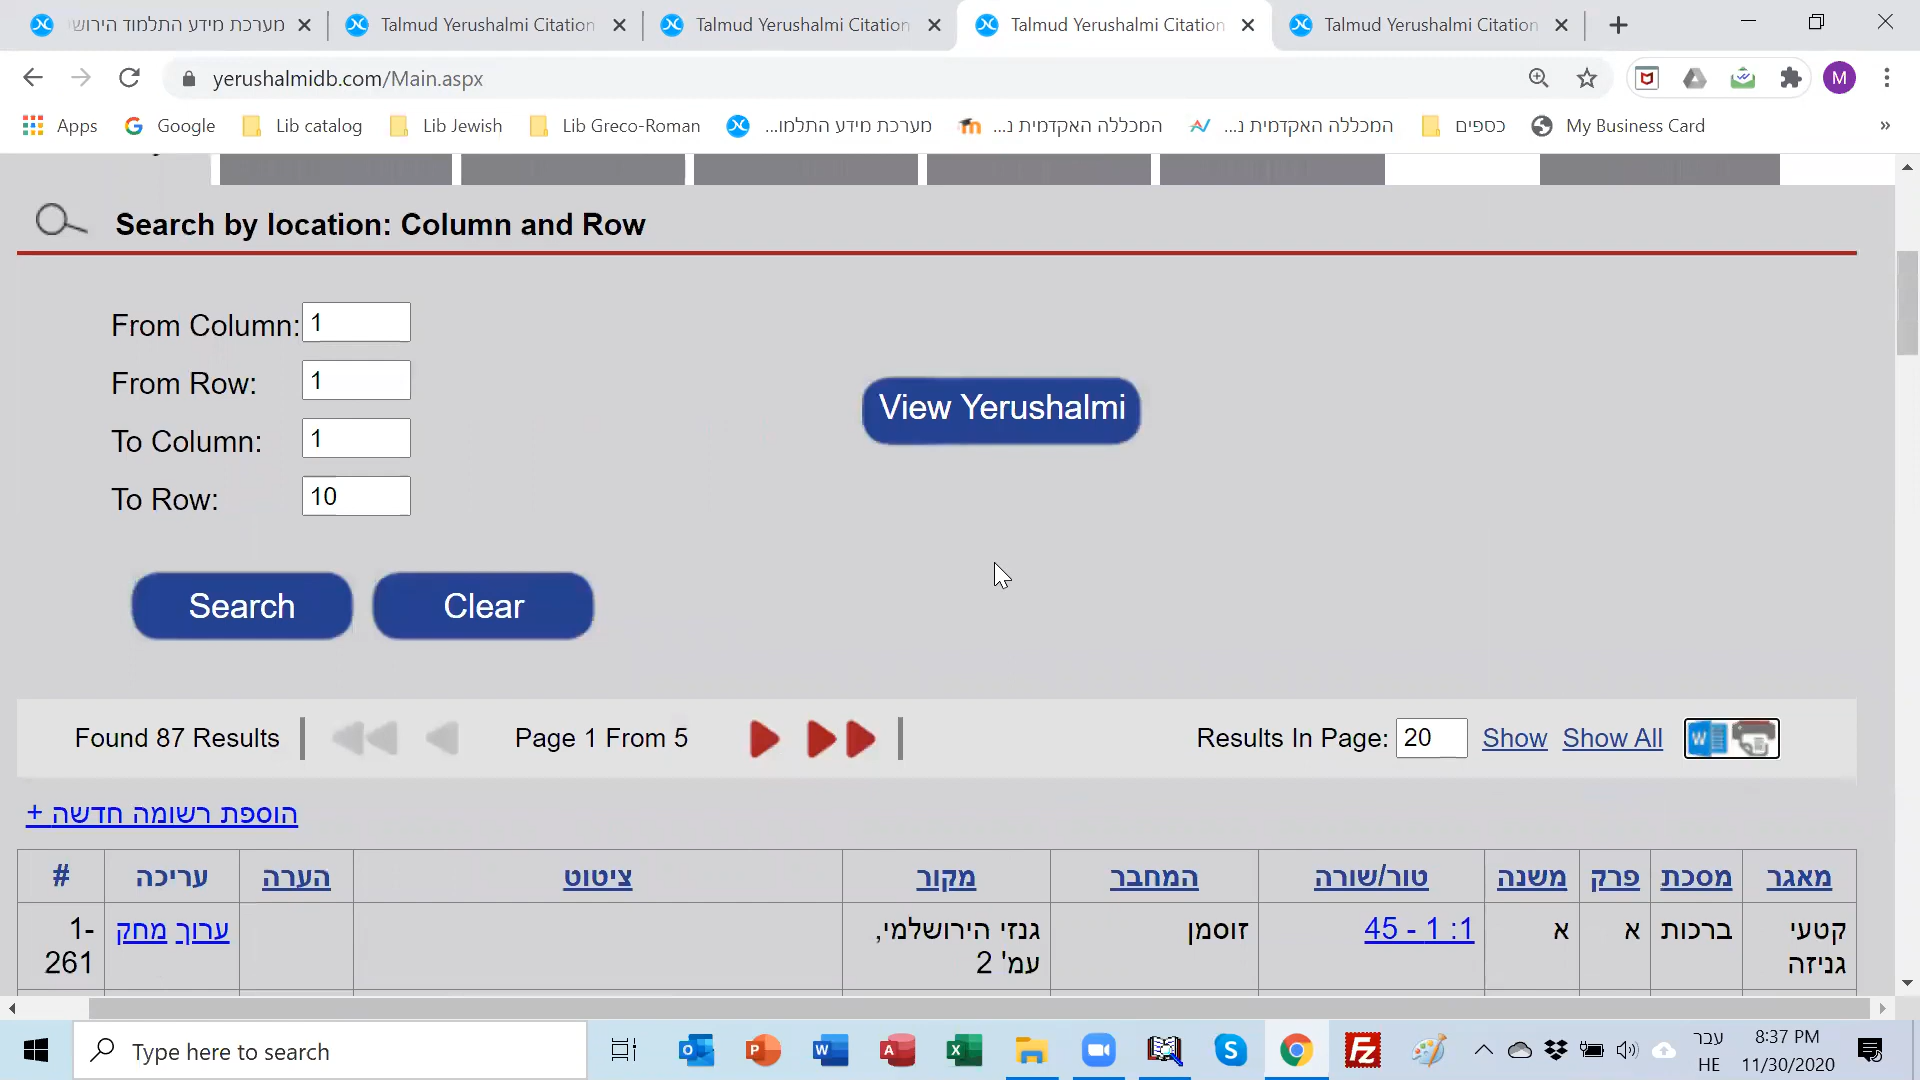 מערכת מידע התלמוד הירוש
Talmud Yerushalmi Citation
Talmud Yerushalmi Citation
Talmud Yerushalmi Citation
Talmud Yerushalmi Citation
yerushalmidb.com/Main.aspx
M
Apps
Google
Lib catalog
Lib Jewish
Lib Greco-Roman
מערכת מידע התלמו...
המכללה האקדמית נ...
המכללה האקדמית נ...
כספים
My Business Card
»
Search by location: Column and Row
From Column: 1
From Row: 1
To Column: 1
To Row: 10
View Yerushalmi
Search
Clear
Found 87 Results
Page 1 From 5
Results In Page: 20
Show
Show All
הוספת רשומה חדשה +
מאגר מסכת פרק משנה טור/שורה המחבר מקור ציטוט הערה עריכה #
קטעי גניזה ברכות א א 1: 1 - 45 זוסמן גנזי הירושלמי, עמ' 2 ערוך מחק 1-261
Type here to search
עבר
HE
8:37 PM
11/30/2020